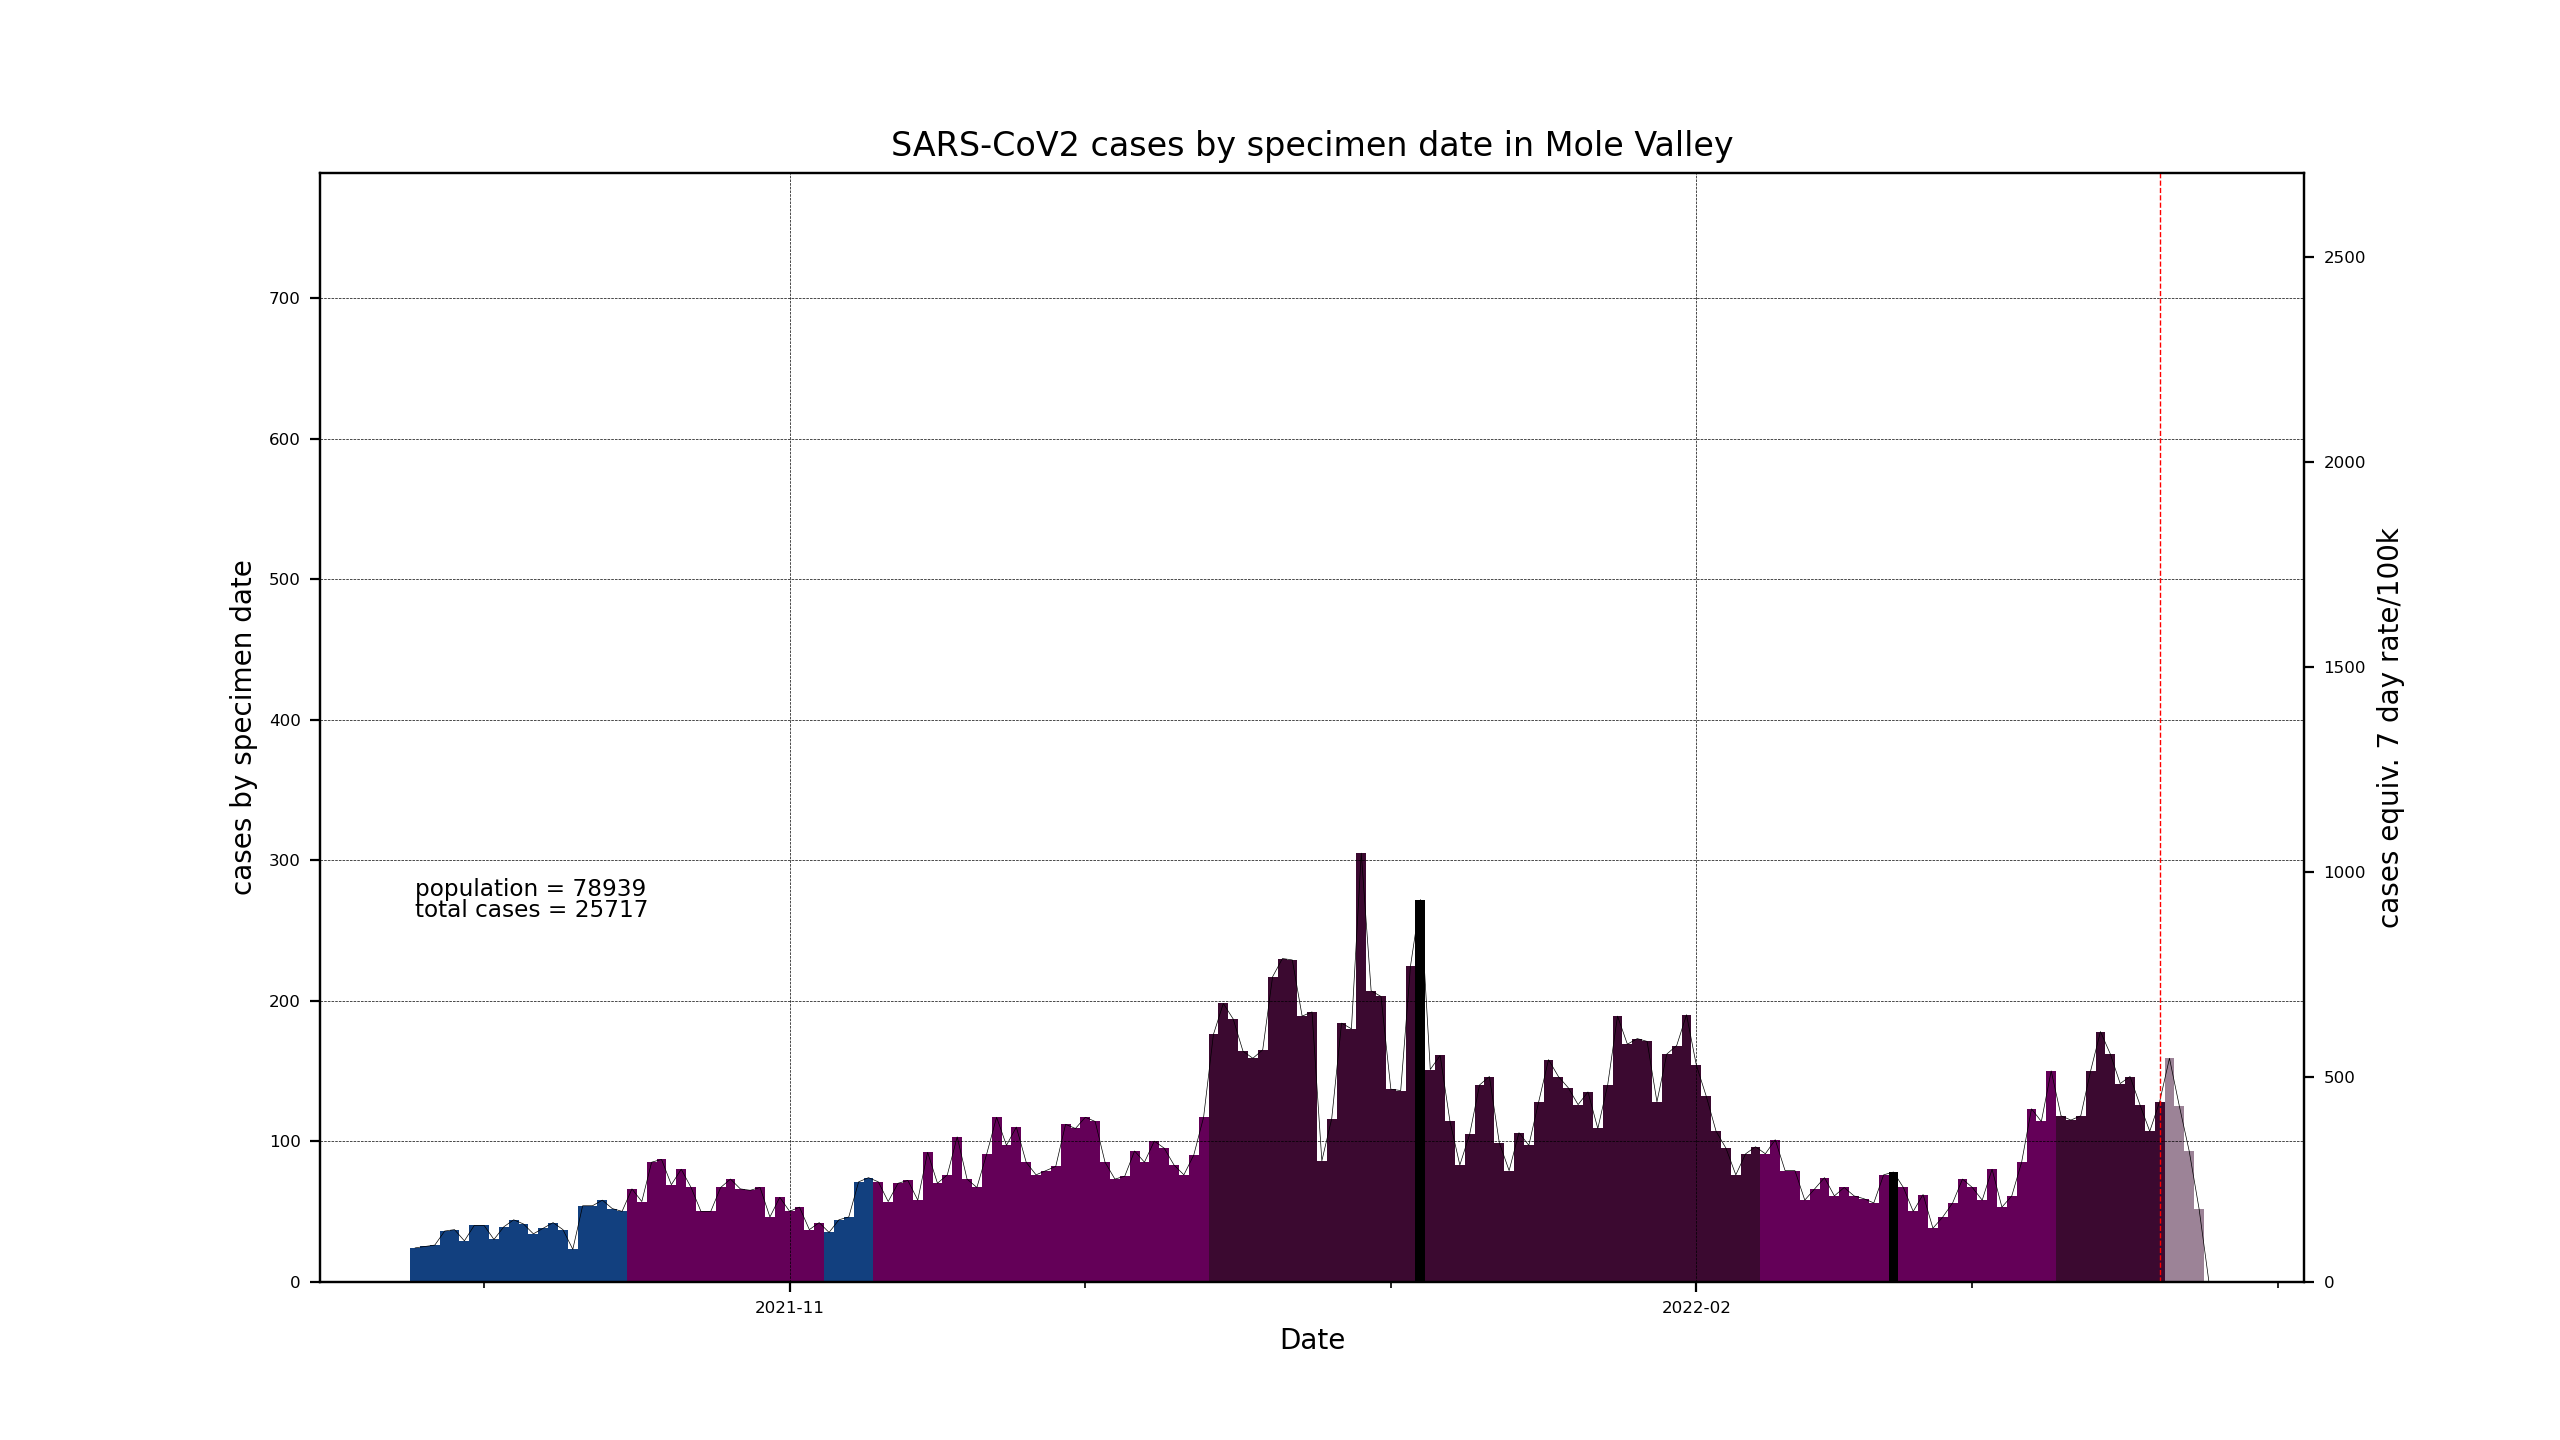 SARS-CoV2 cases by specimen date in Mole Valley
cases by specimen date
700
600
500
400
300
200
100
0
population = 78939
total cases = 25717
2500
2000
1500
1000
500
0
cases equiv. 7 day rate/100k
2021-11
2022-02
Date